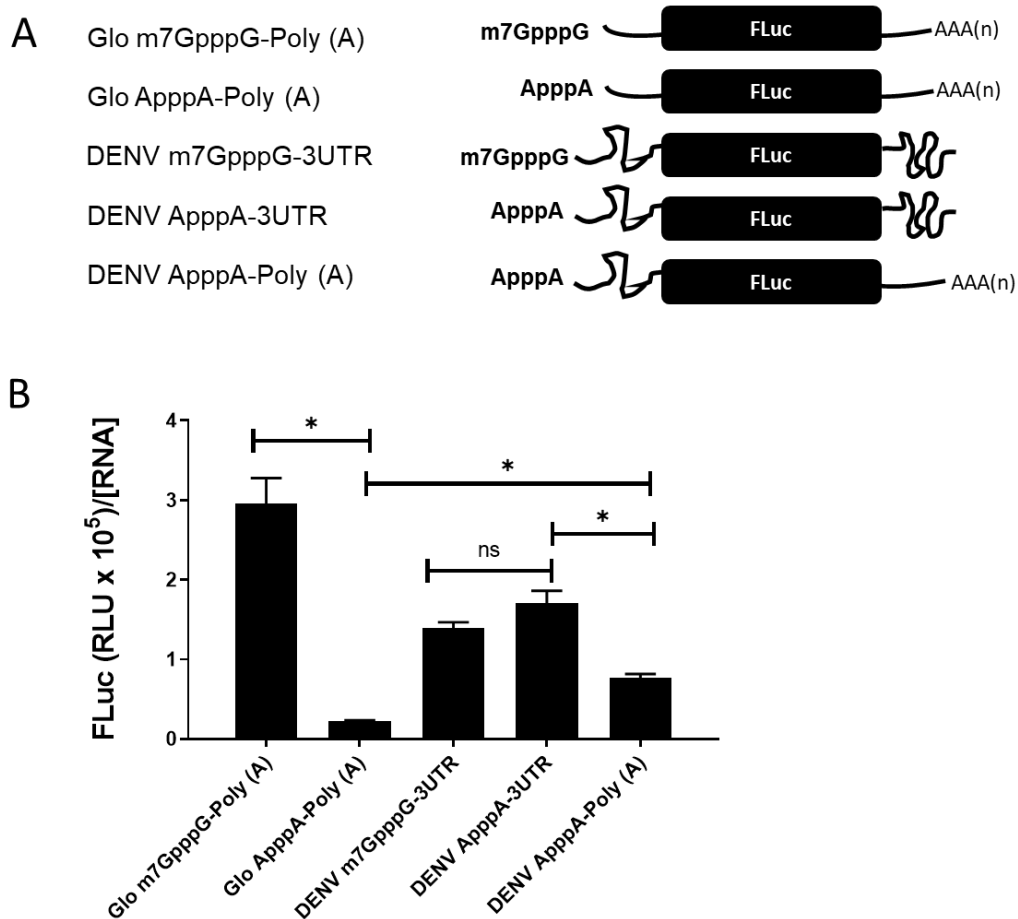 A
Glo m7GpppG-Poly (A) m7GpppG FLuc AAA(n)
Glo ApppA-Poly (A) ApppA FLuc AAA(n)
DENV m7GpppG-3UTR m7GpppG FLuc
DENV ApppA-3UTR ApppA FLuc
DENV ApppA-Poly (A) ApppA FLuc AAA(n)
B
FLuc (RLU x 10⁵)/[RNA]
4
3
2
1
0
*
*
*
ns
Glo m7GpppG-Poly (A)
Glo ApppA-Poly (A)
DENV m7GpppG-3UTR
DENV ApppA-3UTR
DENV ApppA-Poly (A)